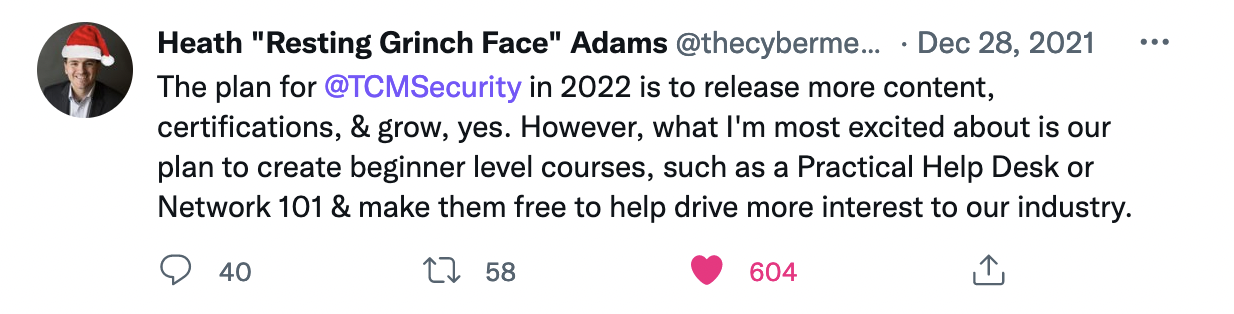 Heath "Resting Grinch Face" Adams @thecyberme... · Dec 28, 2021
The plan for @TCMSecurity in 2022 is to release more content,
certifications, & grow, yes. However, what I'm most excited about is our
plan to create beginner level courses, such as a Practical Help Desk or
Network 101 & make them free to help drive more interest to our industry.
40 58 604